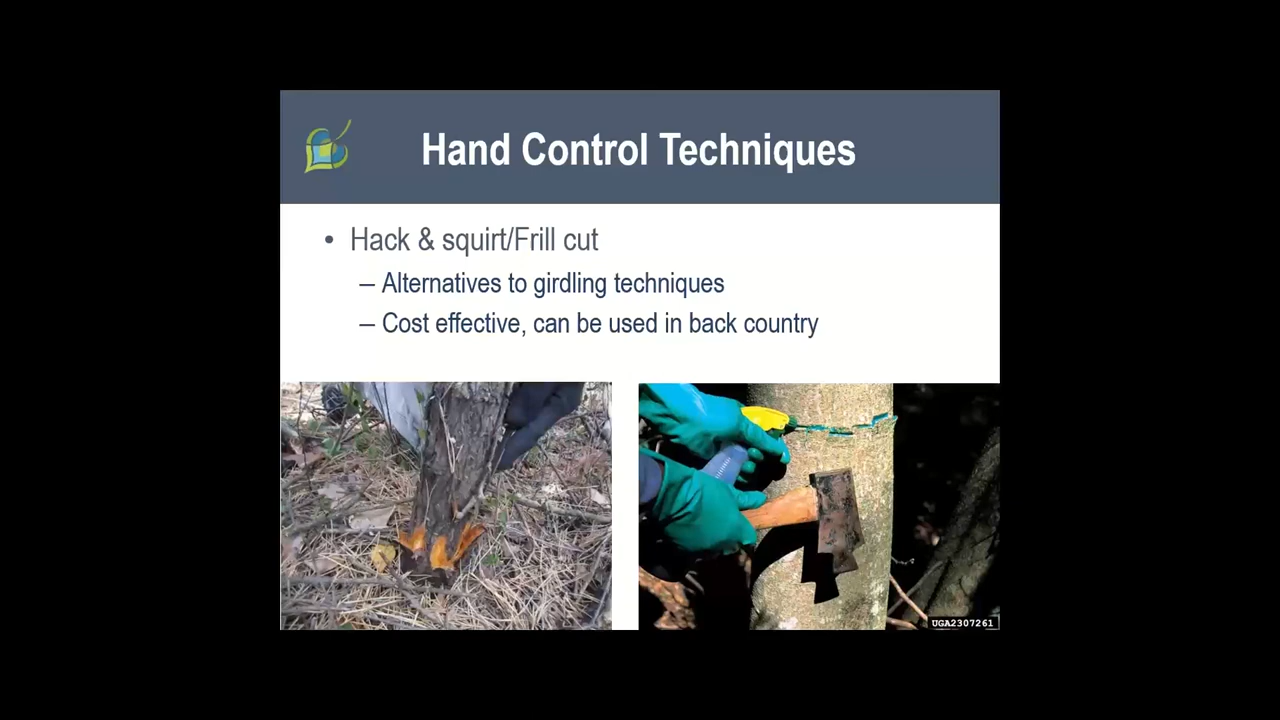 Hand Control Techniques
• Hack & squirt/Frill cut
– Alternatives to girdling techniques
– Cost effective, can be used in back country
UGA2307261